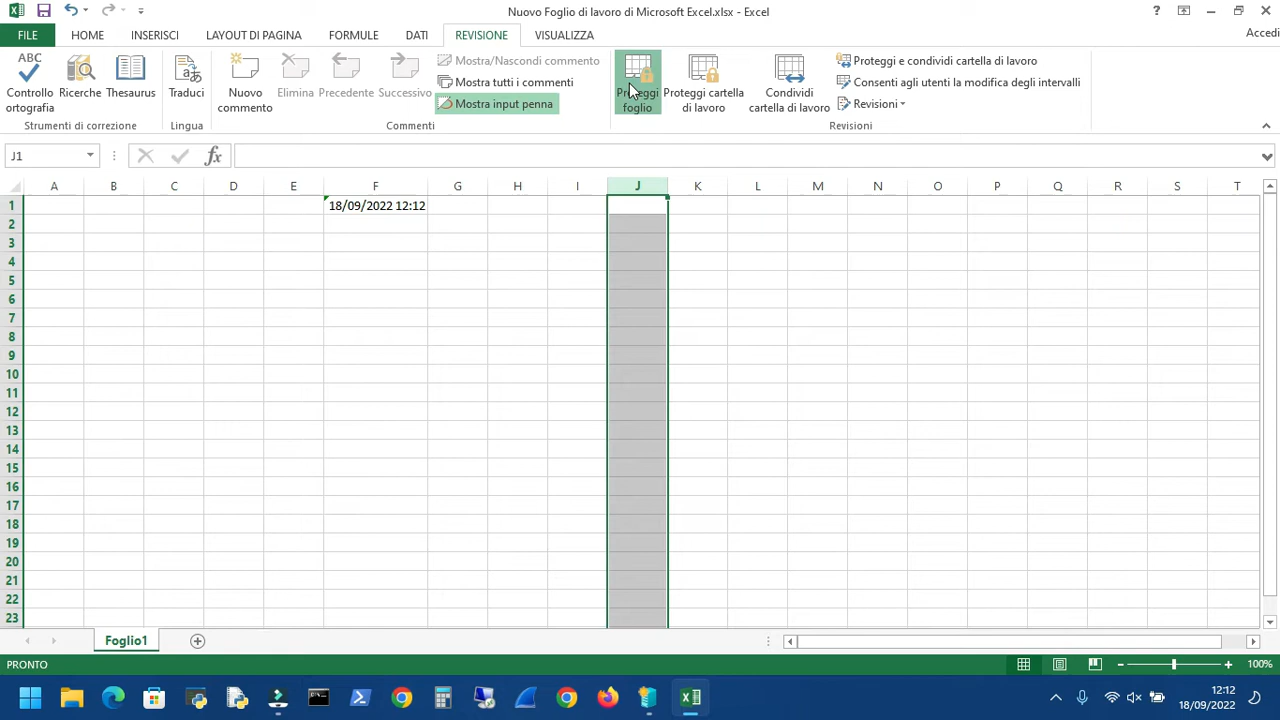 Nuovo Foglio di lavoro di Microsoft Excel.xlsx - Excel
?
FILE HOME INSERISCI LAYOUT DI PAGINA FORMULE DATI REVISIONE VISUALIZZA Accedi
ABC
Controllo ortografia
Ricerche
Thesaurus
Strumenti di correzione
Traduci
Lingua
Nuovo commento
Elimina
Precedente
Successivo
Mostra/Nascondi commento
Mostra tutti i commenti
Mostra input penna
Commenti
Proteggi foglio
Proteggi cartella di lavoro
Condividi cartella di lavoro
Proteggi e condividi cartella di lavoro
Consenti agli utenti la modifica degli intervalli
Revisioni
Revisioni
J1 fx
A B C D E F G H I J K L M N O P Q R S T
1 18/09/2022 12:12
2
3
4
5
6
7
8
9
10
11
12
13
14
15
16
17
18
19
20
21
22
23
Foglio1
PRONTO 100%
12:12
18/09/2022